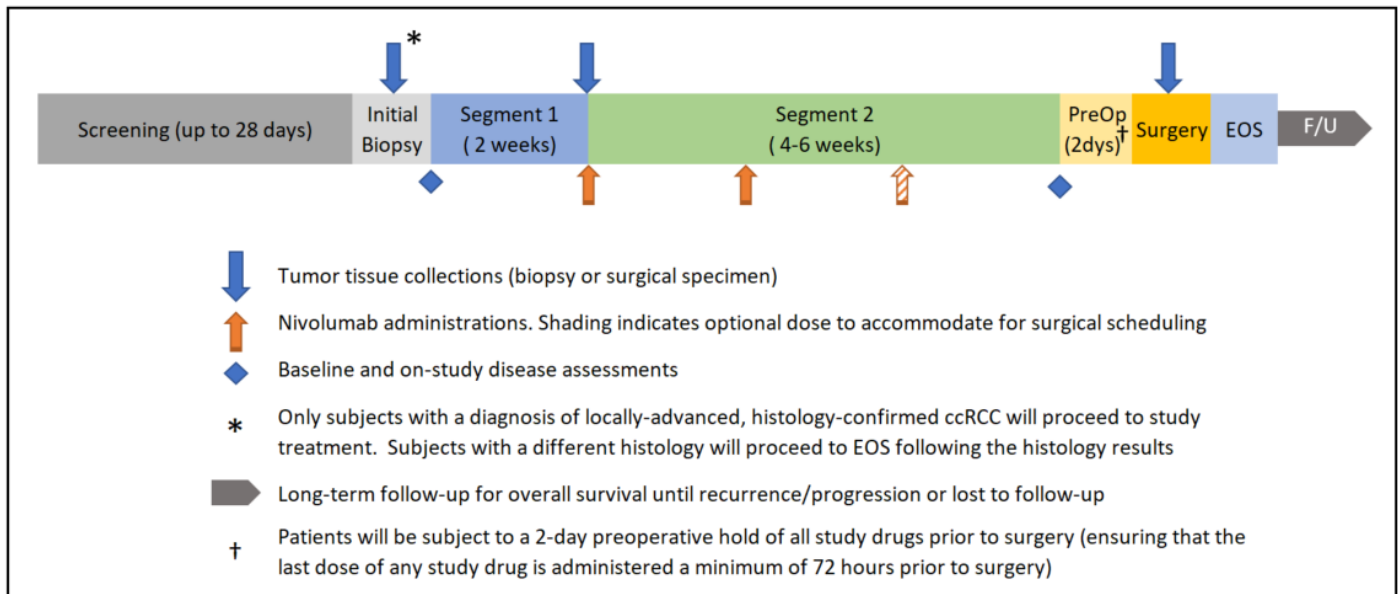 *
Screening (up to 28 days)
Initial
Biopsy
Segment 1
( 2 weeks)
Segment 2
( 4-6 weeks)
PreOp
(2dys)
†
Surgery
EOS
F/U
Tumor tissue collections (biopsy or surgical specimen)
Nivolumab administrations. Shading indicates optional dose to accommodate for surgical scheduling
Baseline and on-study disease assessments
* Only subjects with a diagnosis of locally-advanced, histology-confirmed ccRCC will proceed to study
treatment. Subjects with a different histology will proceed to EOS following the histology results
Long-term follow-up for overall survival until recurrence/progression or lost to follow-up
† Patients will be subject to a 2-day preoperative hold of all study drugs prior to surgery (ensuring that the
last dose of any study drug is administered a minimum of 72 hours prior to surgery)